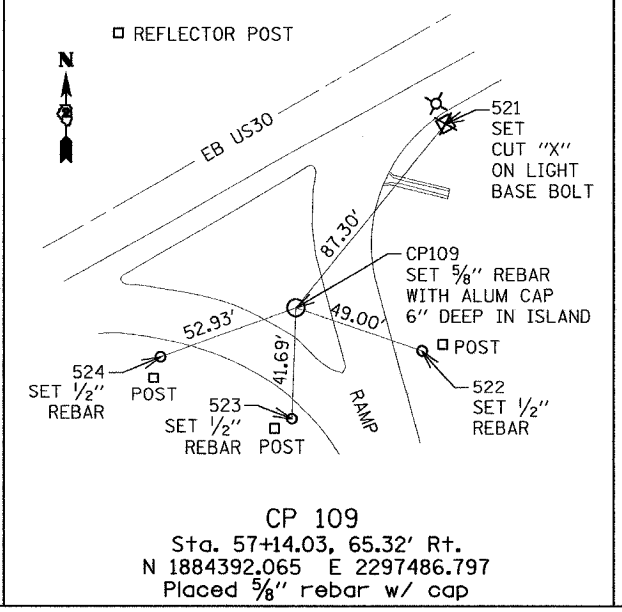 REFLECTOR POST
N
EB US30
521
SET
CUT "X"
ON LIGHT
BASE BOLT
87.30'
CP109
SET 5/8" REBAR
WITH ALUM CAP
6" DEEP IN ISLAND
52.93'
49.00'
41.69'
POST
524
SET 1/2"
REBAR
POST
523
SET 1/2"
REBAR
POST
RAMP
522
SET 1/2"
REBAR
CP 109
Sta. 57+14.03, 65.32' Rt.
N 1884392.065 E 2297486.797
Placed 5/8" rebar w/ cap